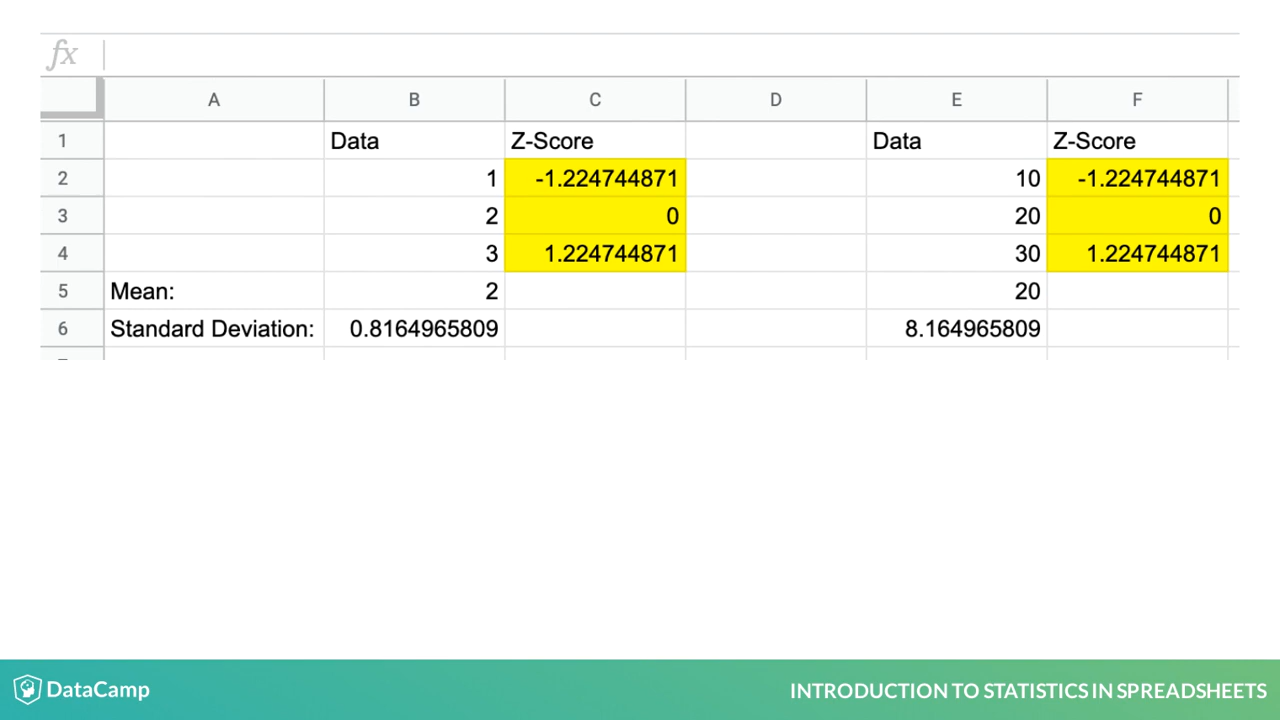 fx
A B C D E F
1 Data Z-Score Data Z-Score
2 1 -1.224744871 10 -1.224744871
3 2 0 20 0
4 3 1.224744871 30 1.224744871
5 Mean: 2 20
6 Standard Deviation: 0.8164965809 8.164965809
DataCamp INTRODUCTION TO STATISTICS IN SPREADSHEETS